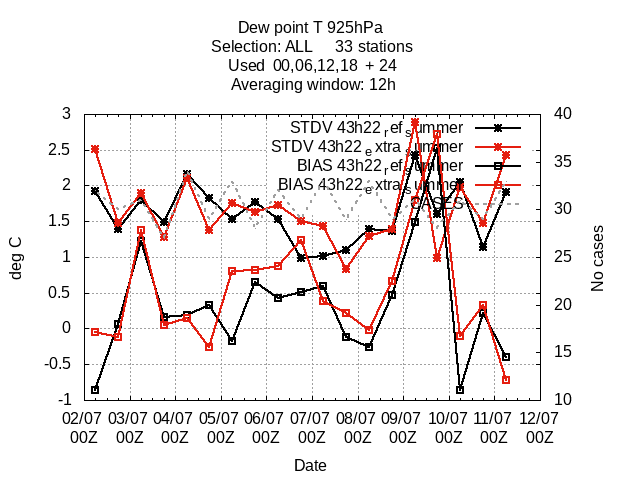 Dew point T 925hPa
Selection: ALL 33 stations
Used 00,06,12,18 + 24
Averaging window: 12h
STDV 43h22refsummer
STDV 43h22extrasummer
BIAS 43h22refsummer
BIAS 43h22extrasummer
CASES
3
2.5
2
1.5
1
0.5
0
-0.5
-1
deg C
40
35
30
25
20
15
10
No cases
02/07 03/07 04/07 05/07 06/07 07/07 08/07 09/07 10/07 11/07 12/07
00Z 00Z 00Z 00Z 00Z 00Z 00Z 00Z 00Z 00Z 00Z
Date